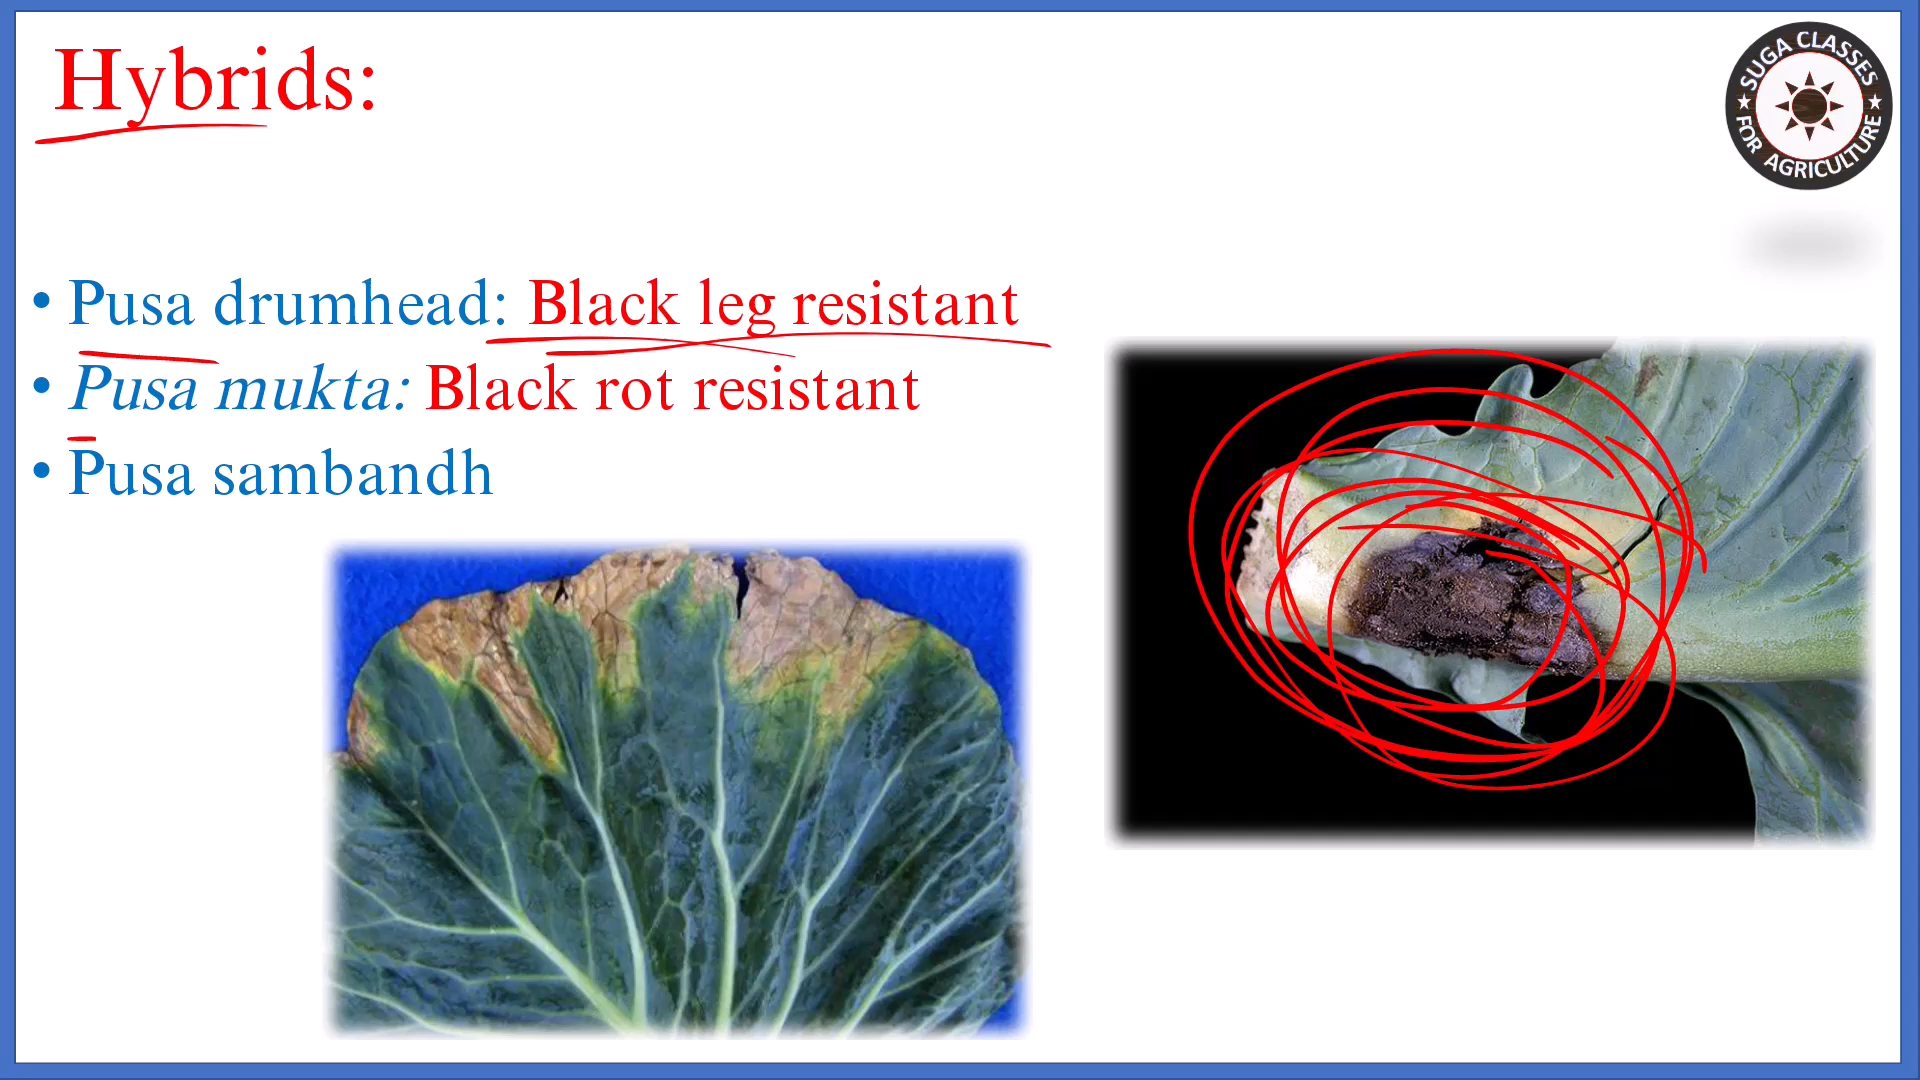 Hybrids:
SUGA CLASSES
FOR AGRICULTURE
• Pusa drumhead: Black leg resistant
• Pusa mukta: Black rot resistant
• Pusa sambandh